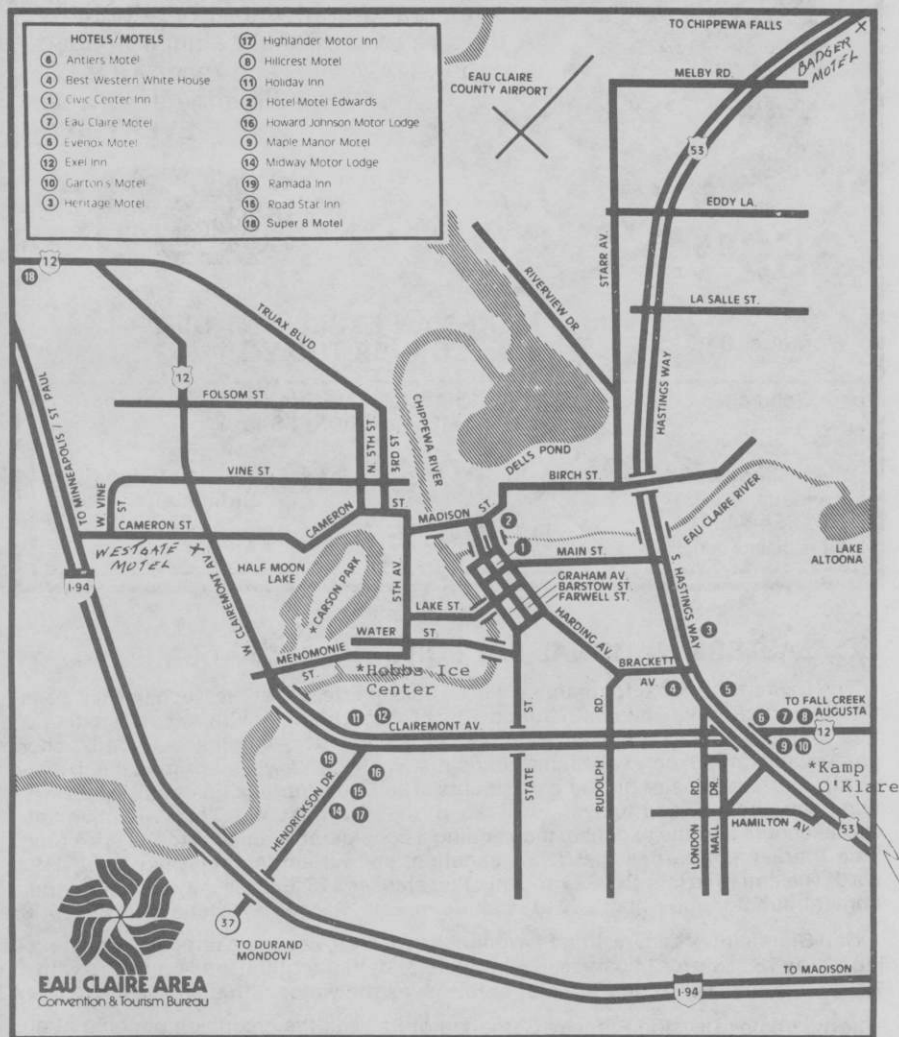 HOTELS/MOTELS
6 Antlers Motel
4 Best Western White House
1 Civic Center Inn
7 Eau Claire Motel
5 Evenox Motel
12 Exel Inn
10 Garton's Motel
3 Heritage Motel
17 Highlander Motor Inn
8 Hillcrest Motel
11 Holiday Inn
2 Hotel Motel Edwards
16 Howard Johnson Motor Lodge
9 Maple Manor Motel
14 Midway Motor Lodge
19 Ramada Inn
15 Road Star Inn
18 Super 8 Motel
TO CHIPPEWA FALLS
X
BADGER
MOTEL
EAU CLAIRE
COUNTY AIRPORT
MELBY RD.
53
EDDY LA.
STARR AV.
RIVERVIEW DR.
LA SALLE ST.
HASTINGS WAY
12
18
TRUAX BLVD
12
FOLSOM ST.
TO MINNEAPOLIS / ST PAUL
N. 5TH ST.
3RD ST.
CHIPPEWA RIVER
DELLS POND
VINE ST
W VINE
ST
BIRCH ST.
CAMERON ST.
CAMERON
ST.
MADISON ST.
2
EAU CLAIRE RIVER
WESTGATE *
MOTEL
W. CLAIREMONT AV
HALF MOON
LAKE
*CARSON PARK
5TH AV.
1
MAIN ST.
LAKE
ALTOONA
I-94
GRAHAM AV.
BARSTOW ST.
FARWELL ST.
S. HASTINGS WAY
LAKE ST.
WATER ST.
HARDING AV
3
MENOMONIE
ST.
*Hobbs Ice
Center
BRACKETT
AV
4
5
TO FALL CREEK
AUGUSTA
6 7 8
12
11 12
CLAIREMONT AV.
ST
RD
9 10
19
16
15
14 17
HENDRICKSON DR.
STATE
RUDOLPH
LONDON RD
MALL DR.
*Kamp
O'Klare
HAMILTON AV.
53
37
TO DURAND
MONDOVI
EAU CLAIRE AREA
Convention & Tourism Bureau
TO MADISON
I-94